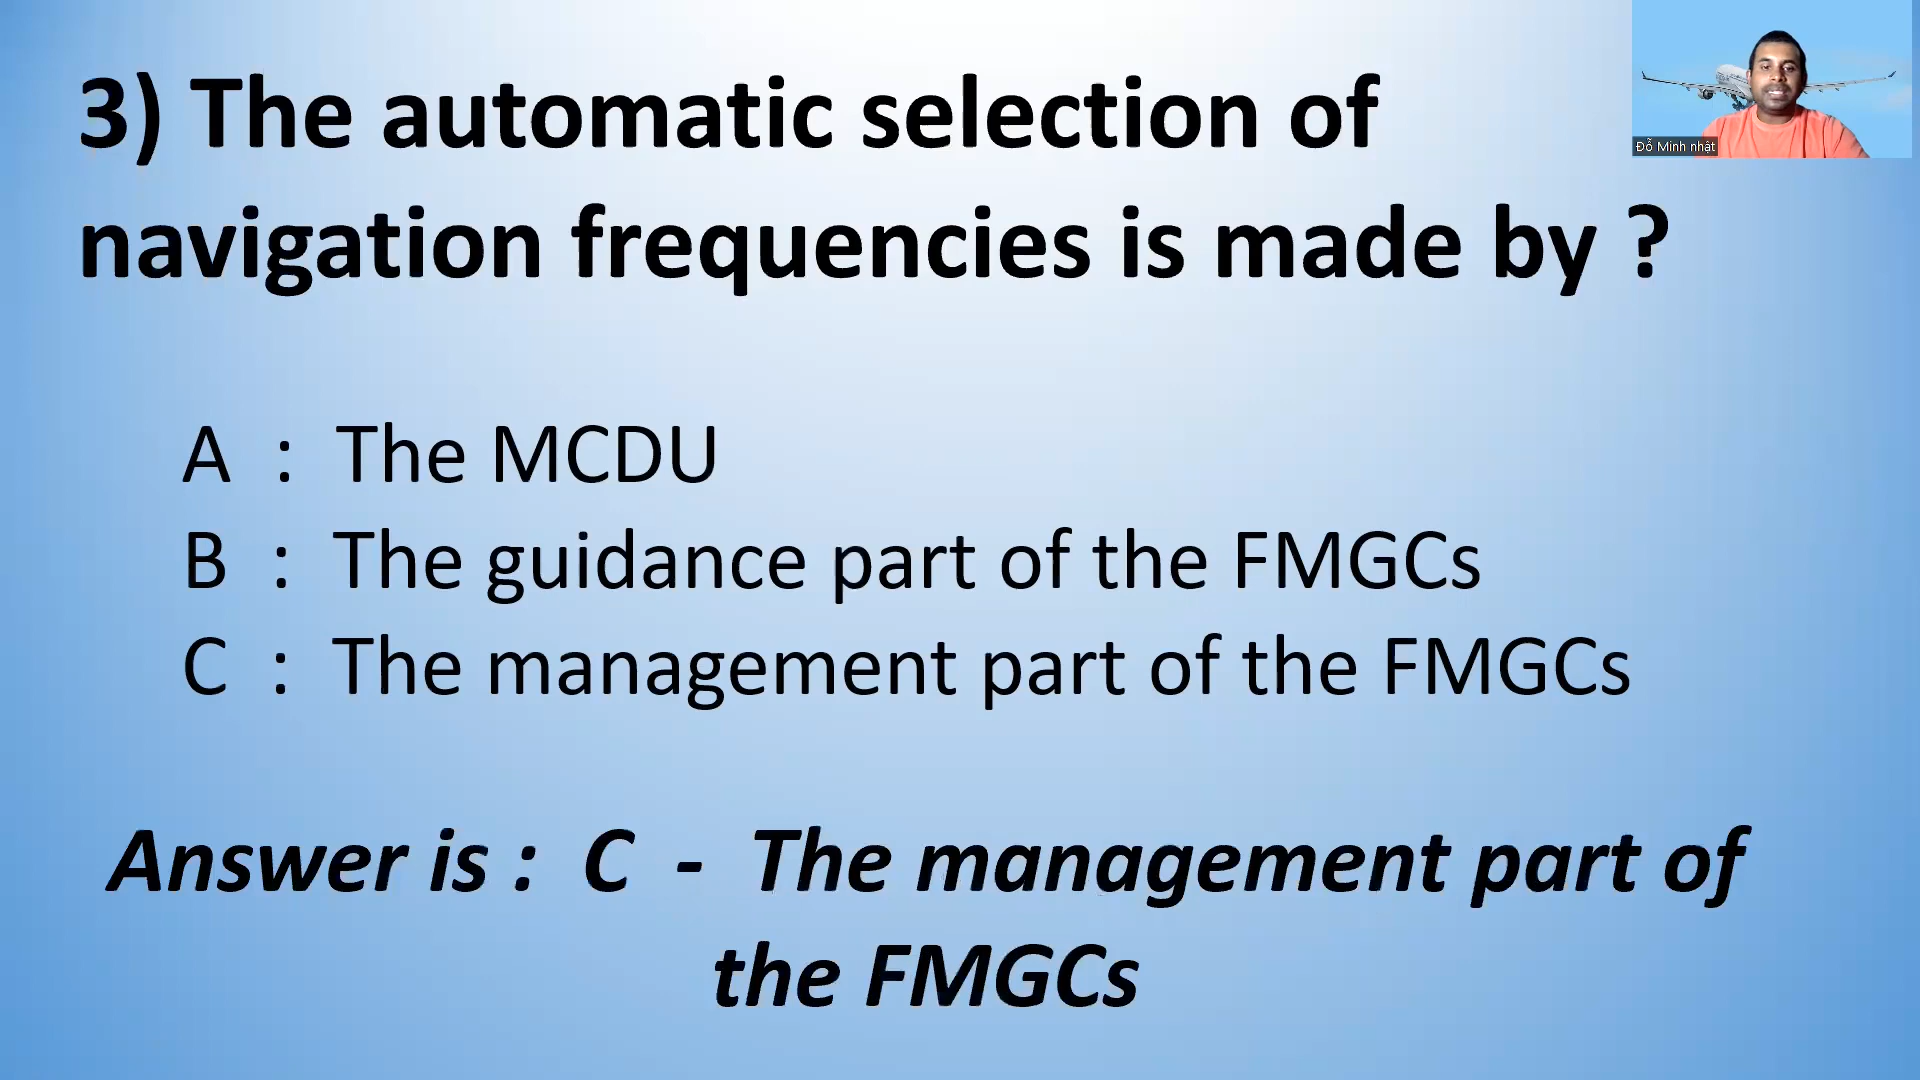 3) The automatic selection of
navigation frequencies is made by ?
Đỗ Minh nhật
A : The MCDU
B : The guidance part of the FMGCs
C : The management part of the FMGCs
Answer is : C - The management part of
the FMGCs